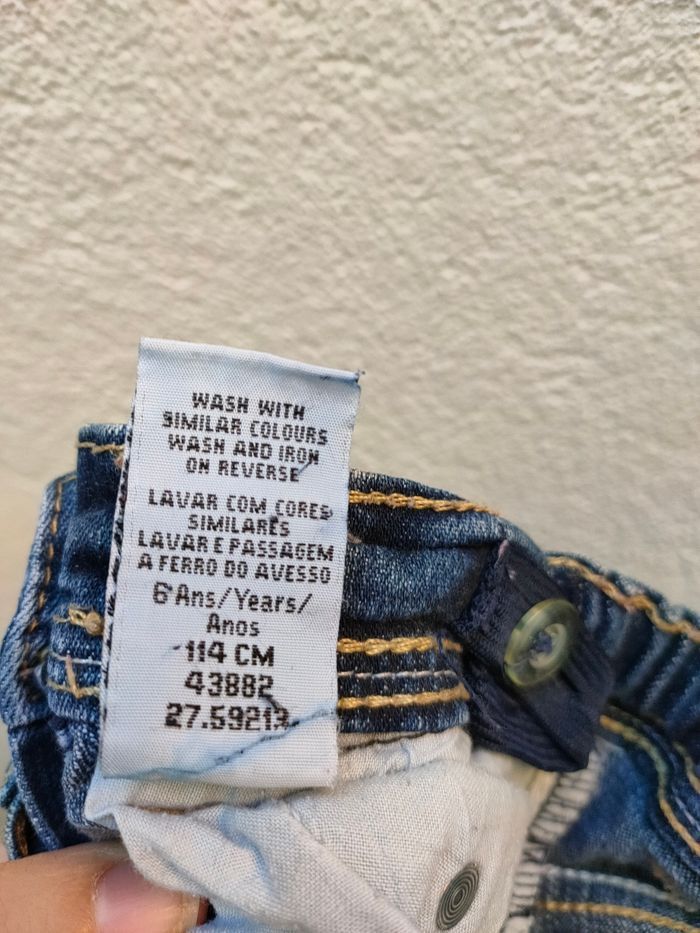 WASH WITH
SIMILAR COLOURS
WASH AND IRON
ON REVERSE
LAVAR COM CORES
SIMILARES
LAVAR E PASSAGEM
A FERRO DO AVESSO
6 Ans/Years/
Anos
114 CM
43882
27.59213